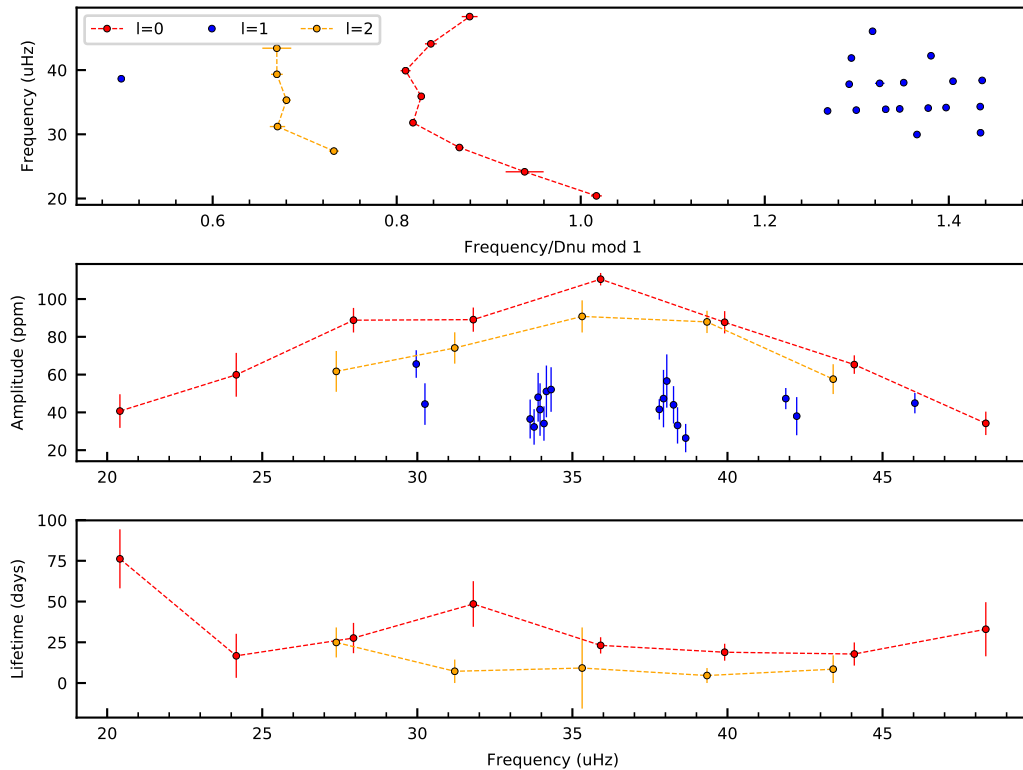 l=0 l=1 l=2
Frequency (uHz)
40
30
20
0.6 0.8 1.0 1.2 1.4
Frequency/Dnu mod 1
Amplitude (ppm)
100
80
60
40
20
20 25 30 35 40 45
Lifetime (days)
100
75
50
25
0
20 25 30 35 40 45
Frequency (uHz)